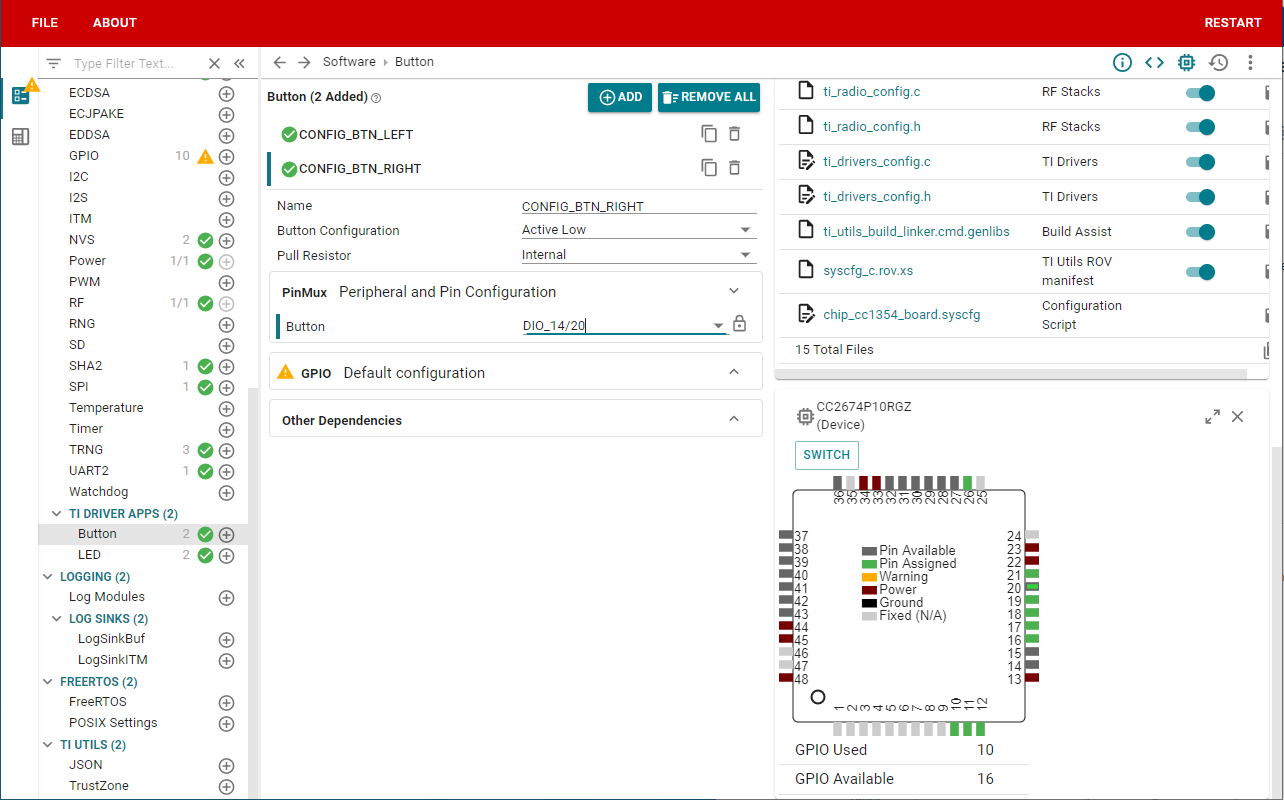 FILE ABOUT RESTART
Type Filter Text...
ECDSA
ECJPAKE
EDDSA
GPIO 10
I2C
I2S
ITM
NVS 2
Power 1/1
PWM
RF 1/1
RNG
SD
SHA2 1
SPI 1
Temperature
Timer
TRNG 3
UART2 1
Watchdog
TI DRIVER APPS (2)
Button 2
LED 2
LOGGING (2)
Log Modules
LOG SINKS (2)
LogSinkBuf
LogSinkITM
FREERTOS (2)
FreeRTOS
POSIX Settings
TI UTILS (2)
JSON
TrustZone
Software › Button
Button (2 Added) ?
ADD
REMOVE ALL
CONFIG_BTN_LEFT
CONFIG_BTN_RIGHT
Name CONFIG_BTN_RIGHT
Button Configuration Active Low
Pull Resistor Internal
PinMux Peripheral and Pin Configuration
Button DIO_14/20
GPIO Default configuration
Other Dependencies
ti_radio_config.c RF Stacks
ti_radio_config.h RF Stacks
ti_drivers_config.c TI Drivers
ti_drivers_config.h TI Drivers
ti_utils_build_linker.cmd.genlibs Build Assist
syscfg_c.rov.xs TI Utils ROV
manifest
chip_cc1354_board.syscfg Configuration
Script
15 Total Files
CC2674P10RGZ
(Device)
SWITCH
36 35 34 33 32 31 30 29 28 27 26 25
37 24
38 23
39 22
40 21
41 20
42 19
43 18
44 17
45 16
46 15
47 14
48 13
Pin Available
Pin Assigned
Warning
Power
Ground
Fixed (N/A)
1 2 3 4 5 6 7 8 9 10 11 12
GPIO Used 10
GPIO Available 16